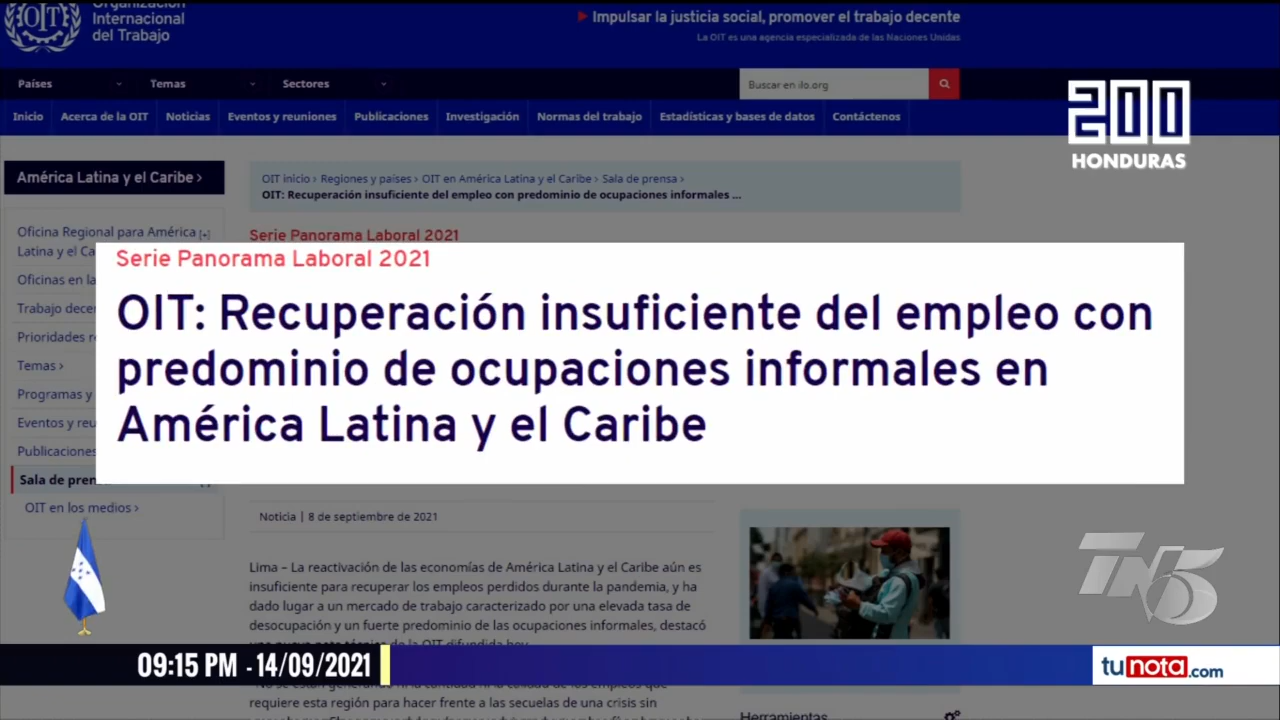 Organización
Internacional
del Trabajo
OIT
Impulsar la justicia social, promover el trabajo decente
La OIT es una agencia especializada de las Naciones Unidas
Países
Temas
Sectores
Buscar en ilo.org
Inicio
Acerca de la OIT
Noticias
Eventos y reuniones
Publicaciones
Investigación
Normas del trabajo
Estadísticas y bases de datos
Contáctenos
200
HONDURAS
América Latina y el Caribe >
OIT inicio › Regiones y países › OIT en América Latina y el Caribe › Sala de prensa ›
OIT: Recuperación insuficiente del empleo con predominio de ocupaciones informales ...
Oficina Regional para América [+]
Latina y el Ca
Oficinas en la
Trabajo dece
Prioridades r
Temas ›
Programas y
Eventos y reu
Publicaciones
Sala de pren
OIT en los medios ›
Serie Panorama Laboral 2021
Serie Panorama Laboral 2021
OIT: Recuperación insuficiente del empleo con
predominio de ocupaciones informales en
América Latina y el Caribe
Noticia | 8 de septiembre de 2021
Lima – La reactivación de las economías de América Latina y el Caribe aún es
insuficiente para recuperar los empleos perdidos durante la pandemia, y ha
dado lugar a un mercado de trabajo caracterizado por una elevada tasa de
desocupación y un fuerte predominio de las ocupaciones informales, destacó
requiere esta región para hacer frente a las secuelas de una crisis sin
Herramientas
TN5
09:15 PM - 14/09/2021
tunota.com